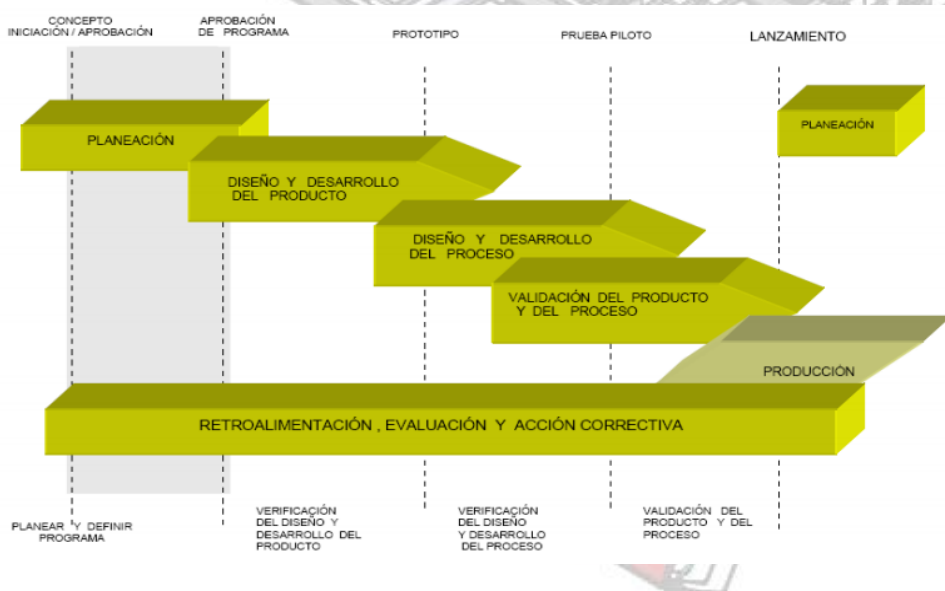 CONCEPTO
INICIACIÓN / APROBACIÓN
APROBACIÓN
DE PROGRAMA
PROTOTIPO
PRUEBA PILOTO
LANZAMIENTO
PLANEACIÓN
PLANEACIÓN
DISEÑO Y DESARROLLO
DEL PRODUCTO
DISEÑO Y DESARROLLO
DEL PROCESO
VALIDACIÓN DEL PRODUCTO
Y DEL PROCESO
PRODUCCIÓN
RETROALIMENTACIÓN , EVALUACIÓN Y ACCIÓN CORRECTIVA
PLANEAR Y DEFINIR
PROGRAMA
VERIFICACIÓN
DEL DISEÑO Y
DESARROLLO DEL
PRODUCTO
VERIFICACIÓN
DEL DISEÑO
Y DESARROLLO
DEL PROCESO
VALIDACIÓN DEL
PRODUCTO Y DEL
PROCESO